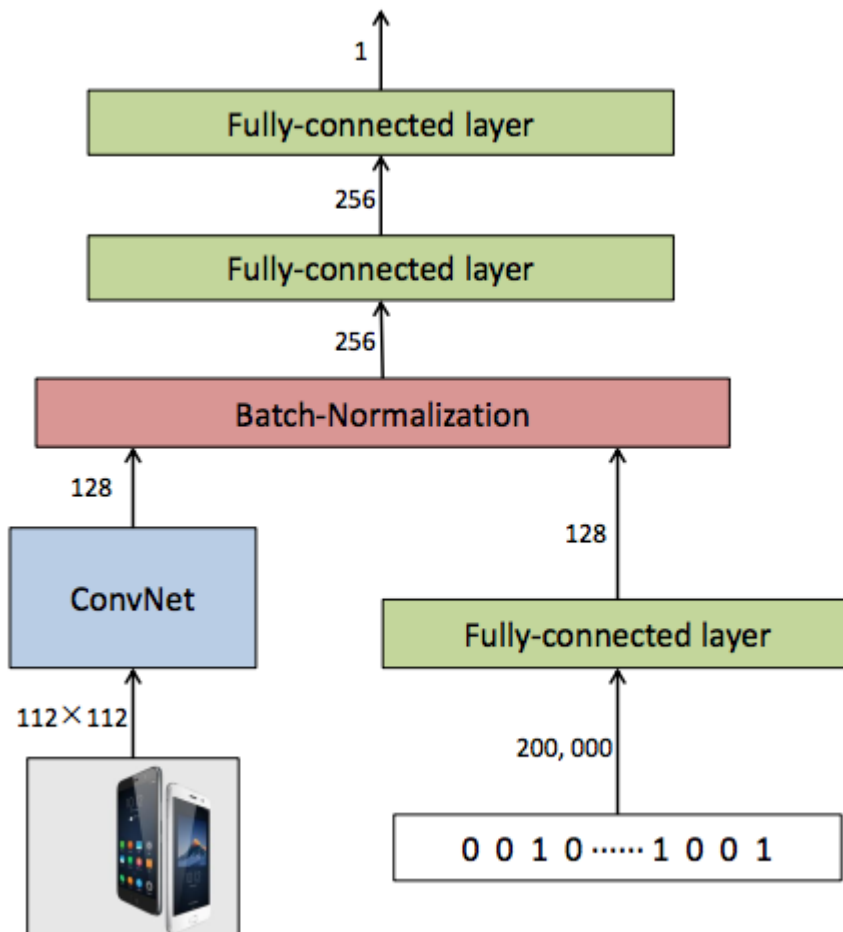 1
Fully-connected layer
256
Fully-connected layer
256
Batch-Normalization
128
128
ConvNet
Fully-connected layer
112×112
200, 000
0 0 1 0 ······ 1 0 0 1